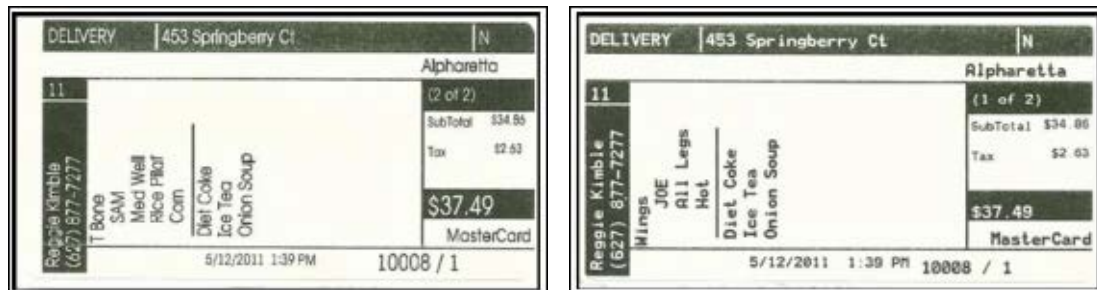 DELIVERY 453 Springberry Ct N
Alpharetta
11
(2 of 2)
SubTotal $34.86
Tax $2.63
$37.49
MasterCard
Reggie Kimble
(627) 877-7277
T Bone
SAM
Med Well
Rice Pilaf
Corn
Diet Coke
Ice Tea
Onion Soup
5/12/2011 1:39 PM 10008 / 1
DELIVERY 453 Springberry Ct N
Alpharetta
11
(1 of 2)
SubTotal $34.86
Tax $2.63
$37.49
MasterCard
Reggie Kimble
(627) 877-7277
Wings
JOE
All Legs
Hot
Diet Coke
Ice Tea
Onion Soup
5/12/2011 1:39 PM 10008 / 1